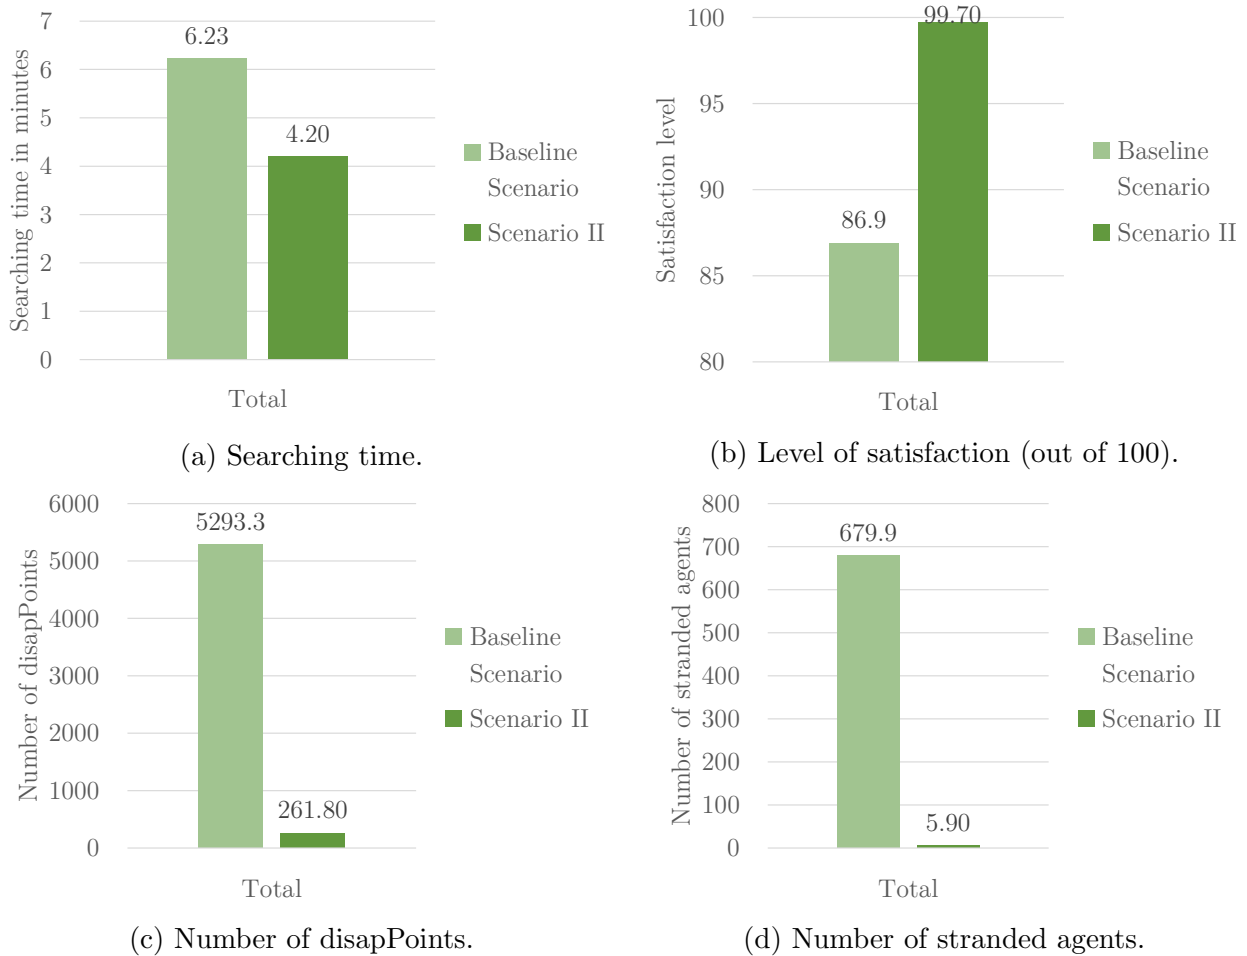 7
6
5
4
3
2
1
0
Searching time in minutes
6.23
4.20
Total
Baseline
Scenario
Scenario II
(a) Searching time.
100
95
90
85
80
Satisfaction level
86.9
99.70
Total
Baseline
Scenario
Scenario II
(b) Level of satisfaction (out of 100).
6000
5000
4000
3000
2000
1000
0
Number of disapPoints
5293.3
261.80
Total
Baseline
Scenario
Scenario II
(c) Number of disapPoints.
800
700
600
500
400
300
200
100
0
Number of stranded agents
679.9
5.90
Total
Baseline
Scenario
Scenario II
(d) Number of stranded agents.